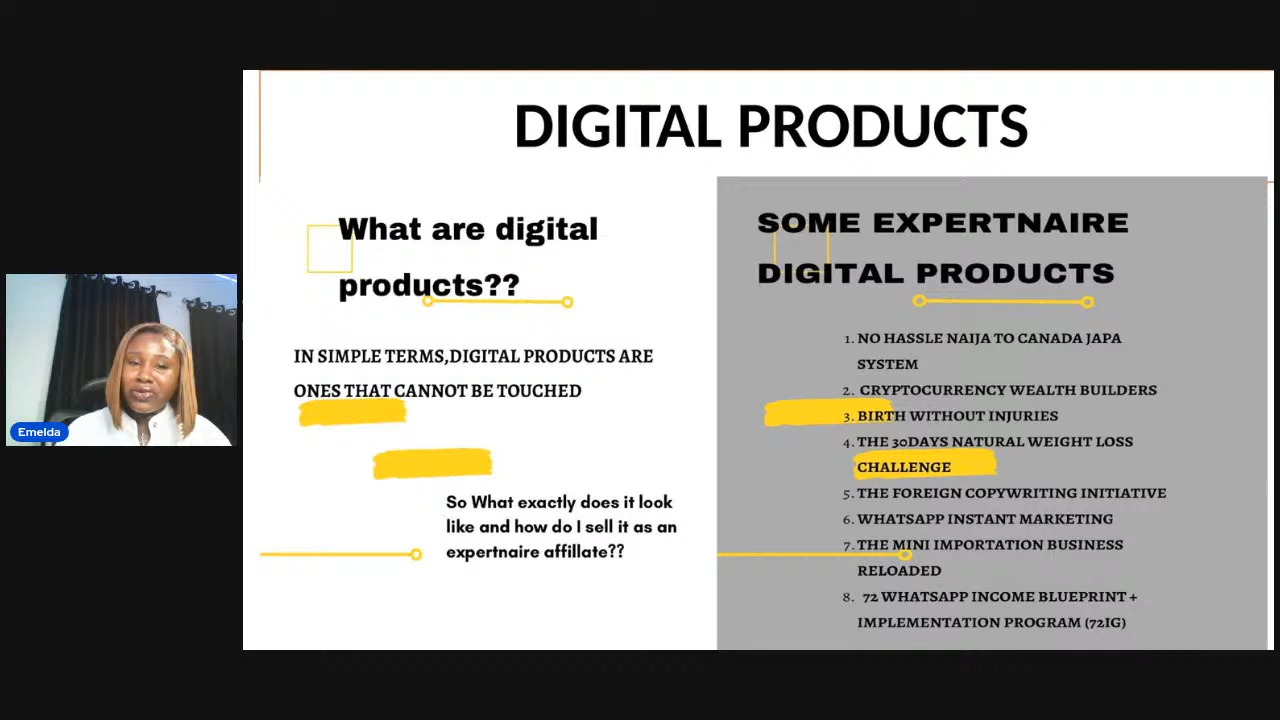 DIGITAL PRODUCTS
What are digital
products??
IN SIMPLE TERMS,DIGITAL PRODUCTS ARE
ONES THAT CANNOT BE TOUCHED
So What exactly does it look
like and how do I sell it as an
expertnaire affillate??
SOME EXPERTNAIRE
DIGITAL PRODUCTS
1. NO HASSLE NAIJA TO CANADA JAPA
SYSTEM
2. CRYPTOCURRENCY WEALTH BUILDERS
3. BIRTH WITHOUT INJURIES
4. THE 30DAYS NATURAL WEIGHT LOSS
CHALLENGE
5. THE FOREIGN COPYWRITING INITIATIVE
6. WHATSAPP INSTANT MARKETING
7. THE MINI IMPORTATION BUSINESS
RELOADED
8. 72 WHATSAPP INCOME BLUEPRINT +
IMPLEMENTATION PROGRAM (72IG)
Emelda